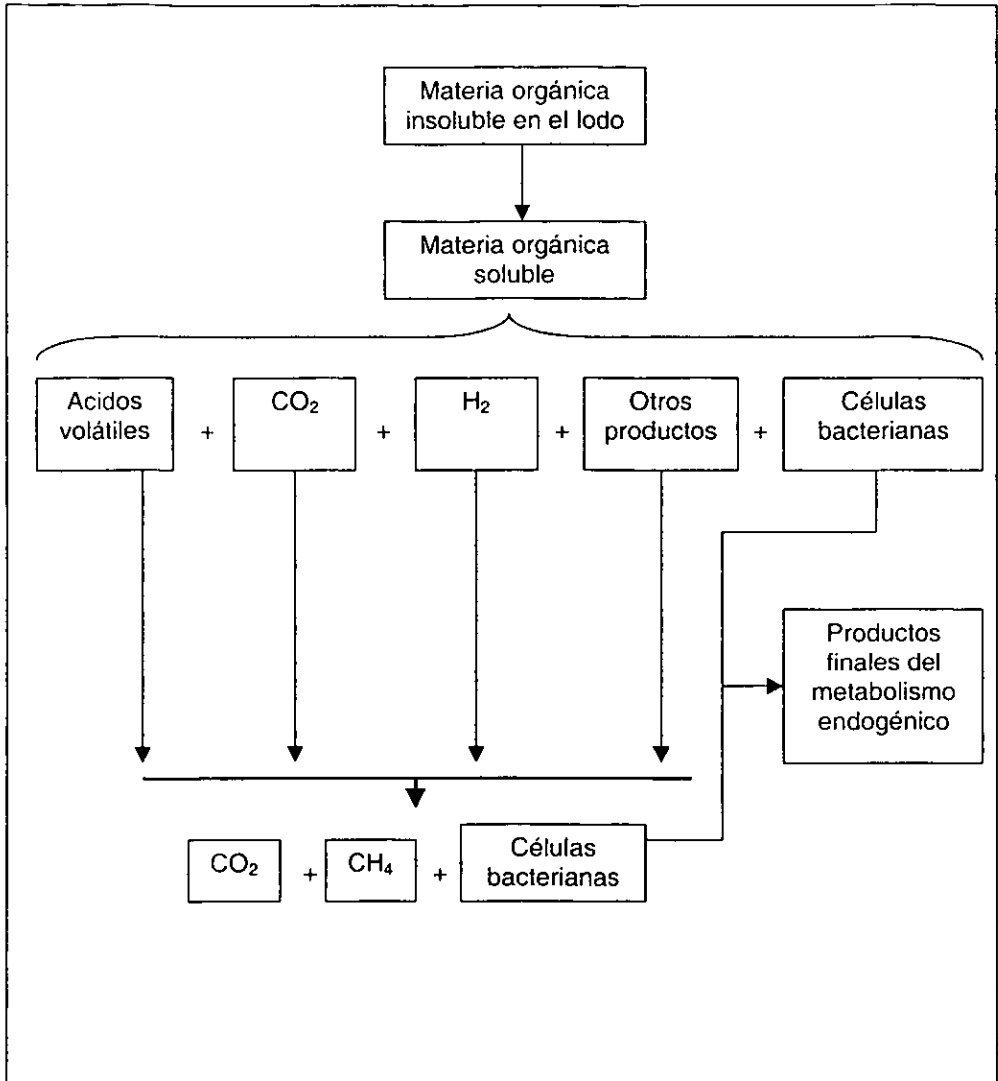 Materia orgánica
insoluble en el lodo
Materia orgánica
soluble
Acidos
volátiles
+
CO₂
+
H₂
+
Otros
productos
+
Células
bacterianas
Productos
finales del
metabolismo
endogénico
CO₂
+
CH₄
+
Células
bacterianas